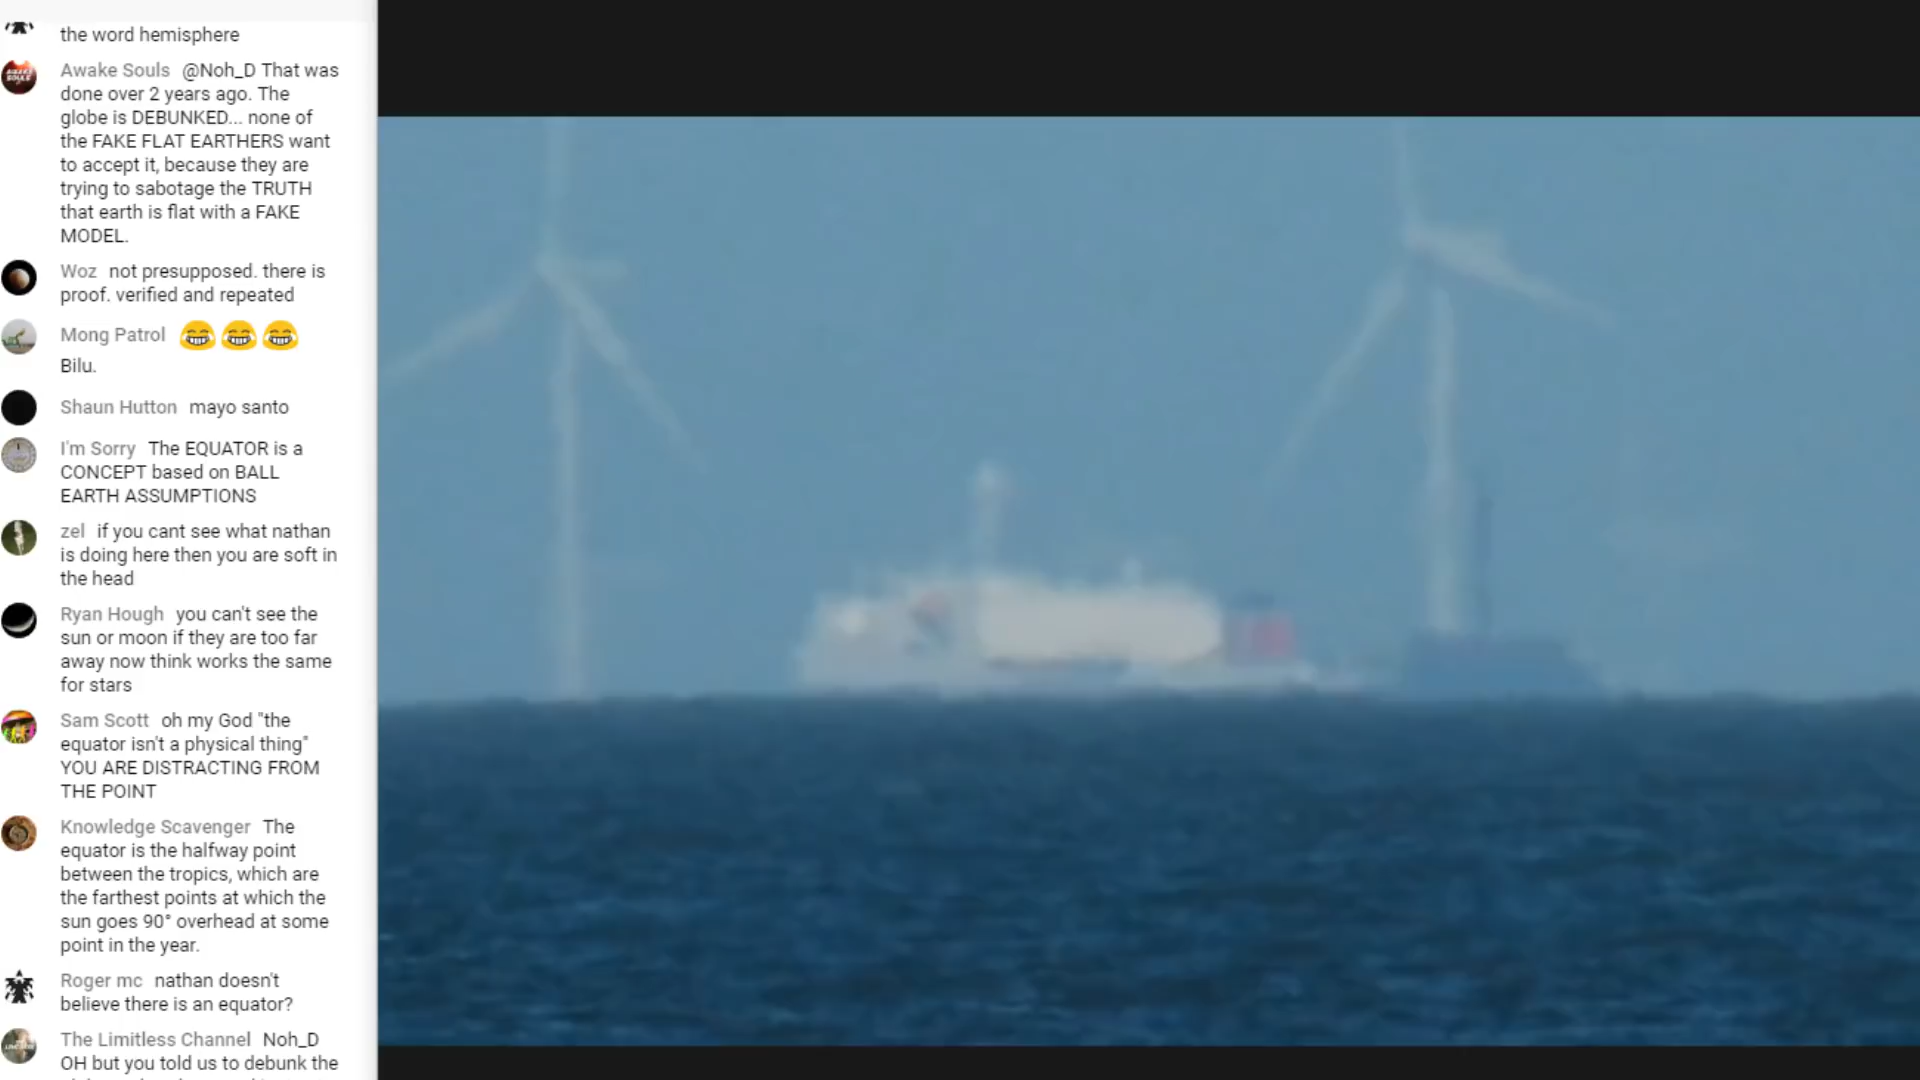 the word hemisphere
Awake Souls @Noh_D That was
done over 2 years ago. The
globe is DEBUNKED... none of
the FAKE FLAT EARTHERS want
to accept it, because they are
trying to sabotage the TRUTH
that earth is flat with a FAKE
MODEL.
Woz not presupposed. there is
proof. verified and repeated
Mong Patrol 😂😂😂
Bilu.
Shaun Hutton mayo santo
I'm Sorry The EQUATOR is a
CONCEPT based on BALL
EARTH ASSUMPTIONS
zel if you cant see what nathan
is doing here then you are soft in
the head
Ryan Hough you can't see the
sun or moon if they are too far
away now think works the same
for stars
Sam Scott oh my God "the
equator isn't a physical thing"
YOU ARE DISTRACTING FROM
THE POINT
Knowledge Scavenger The
equator is the halfway point
between the tropics, which are
the farthest points at which the
sun goes 90° overhead at some
point in the year.
Roger mc nathan doesn't
believe there is an equator?
The Limitless Channel Noh_D
OH but you told us to debunk the